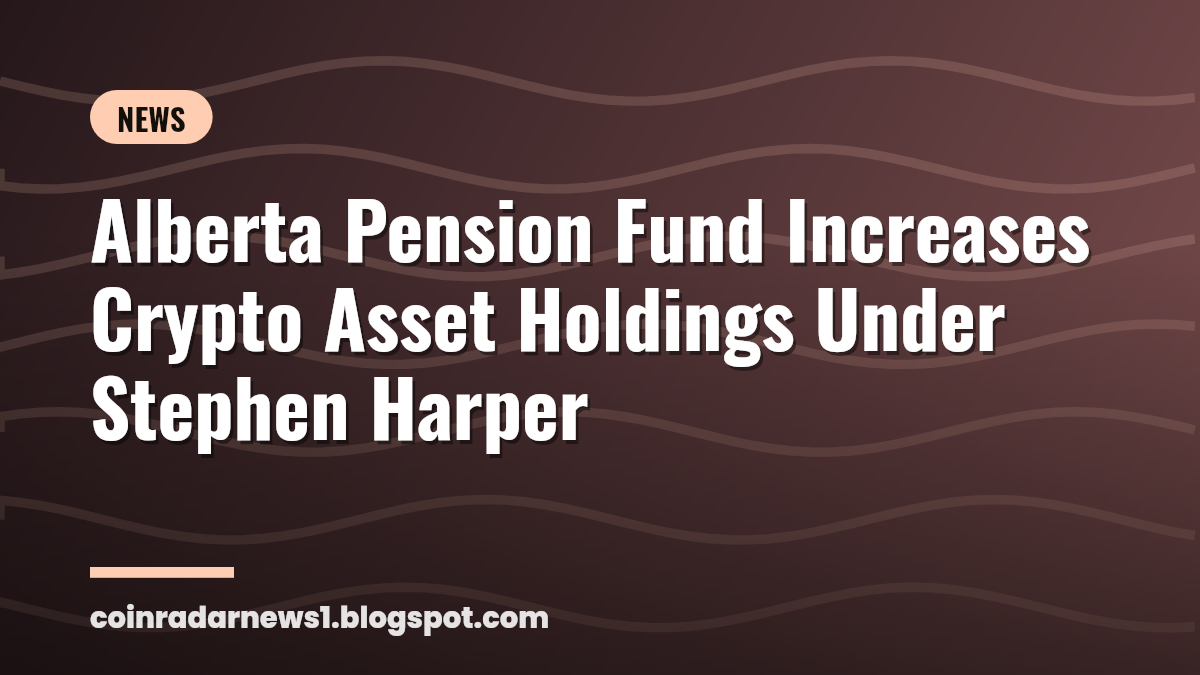 NEWS
Alberta Pension Fund Increases
Crypto Asset Holdings Under
Stephen Harper
coinradarnews1.blogspot.com